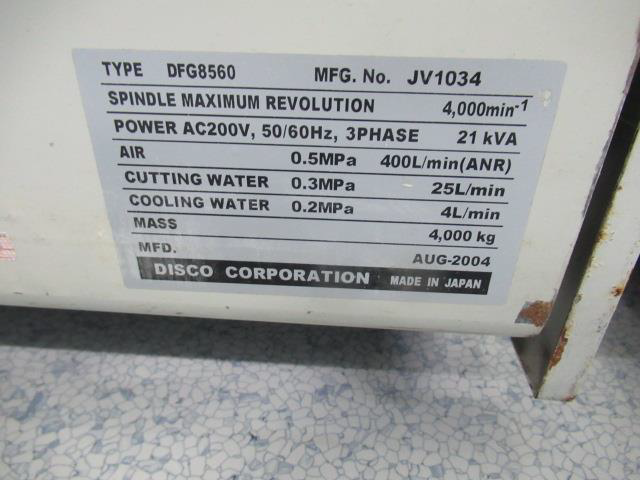 TYPE DFG8560 MFG. No. JV1034
SPINDLE MAXIMUM REVOLUTION 4,000min-1
POWER AC200V, 50/60Hz, 3PHASE 21 kVA
AIR 0.5MPa 400L/min(ANR)
CUTTING WATER 0.3MPa 25L/min
COOLING WATER 0.2MPa 4L/min
MASS 4,000 kg
MFD. AUG-2004
DISCO CORPORATION MADE IN JAPAN